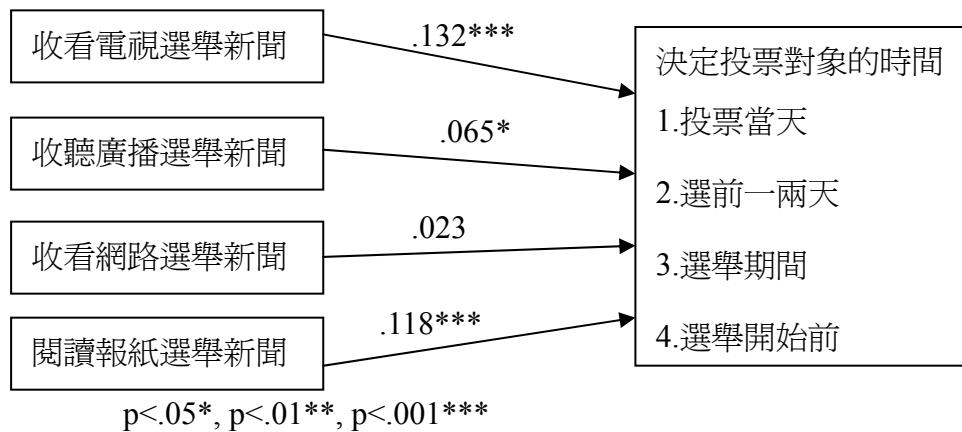 收看電視選舉新聞
.132***
收聽廣播選舉新聞
.065*
收看網路選舉新聞
.023
閱讀報紙選舉新聞
.118***
決定投票對象的時間
1.投票當天
2.選前一兩天
3.選舉期間
4.選舉開始前
p<.05*, p<.01**, p<.001***